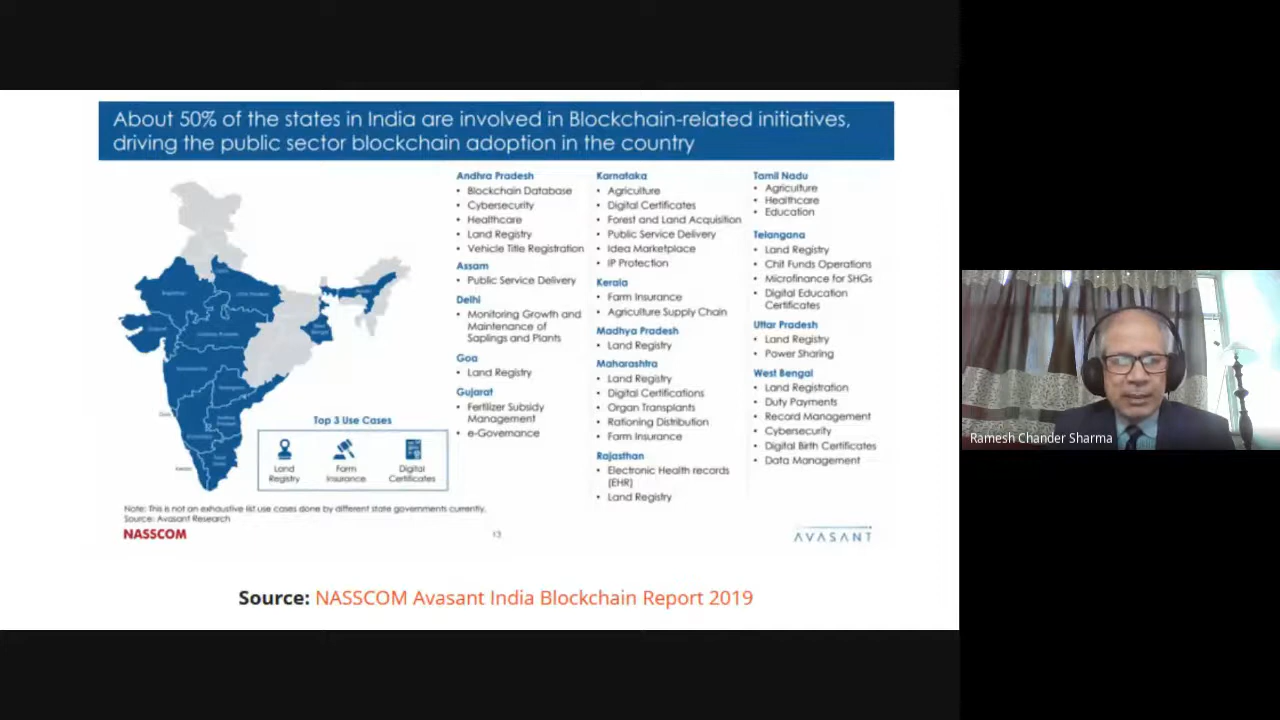 About 50% of the states in India are involved in Blockchain-related initiatives,
driving the public sector blockchain adoption in the country
Andhra Pradesh
• Blockchain Database
• Cybersecurity
• Healthcare
• Land Registry
• Vehicle Title Registration
Assam
• Public Service Delivery
Delhi
• Monitoring Growth and
Maintenance of
Saplings and Plants
Goa
• Land Registry
Gujarat
• Fertilizer Subsidy
Management
• e-Governance
Karnataka
• Agriculture
• Digital Certificates
• Forest and Land Acquisition
• Public Service Delivery
• Idea Marketplace
• IP Protection
Kerala
• Farm Insurance
• Agriculture Supply Chain
Madhya Pradesh
• Land Registry
Maharashtra
• Land Registry
• Digital Certifications
• Organ Transplants
• Rationing Distribution
• Farm Insurance
Rajasthan
• Electronic Health records
(EHR)
• Land Registry
Tamil Nadu
• Agriculture
• Healthcare
• Education
Telangana
• Land Registry
• Chit Funds Operations
• Microfinance for SHGs
• Digital Education
Certificates
Uttar Pradesh
• Land Registry
• Power Sharing
West Bengal
• Land Registration
• Duty Payments
• Record Management
• Cybersecurity
• Digital Birth Certificates
• Data Management
Top 3 Use Cases
Land
Registry
Farm
Insurance
Digital
Certificates
Note: This is not an exhaustive list use cases done by different state governments currently.
Source: Avasant Research
NASSCOM
13
AVASANT
Source: NASSCOM Avasant India Blockchain Report 2019
Ramesh Chander Sharma